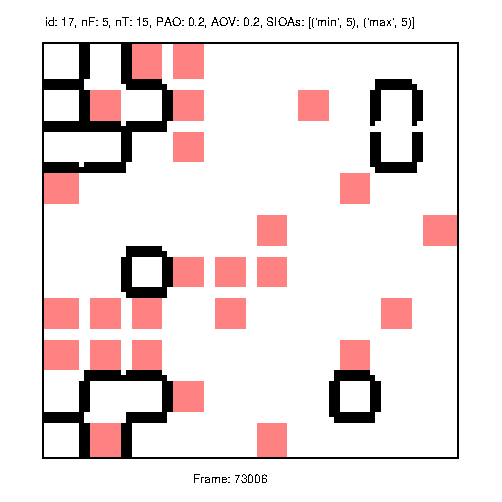 id: 17, nF: 5, nT: 15, PAO: 0.2, AOV: 0.2, SIOAs: [('min', 5), ('max', 5)]
Frame: 73006